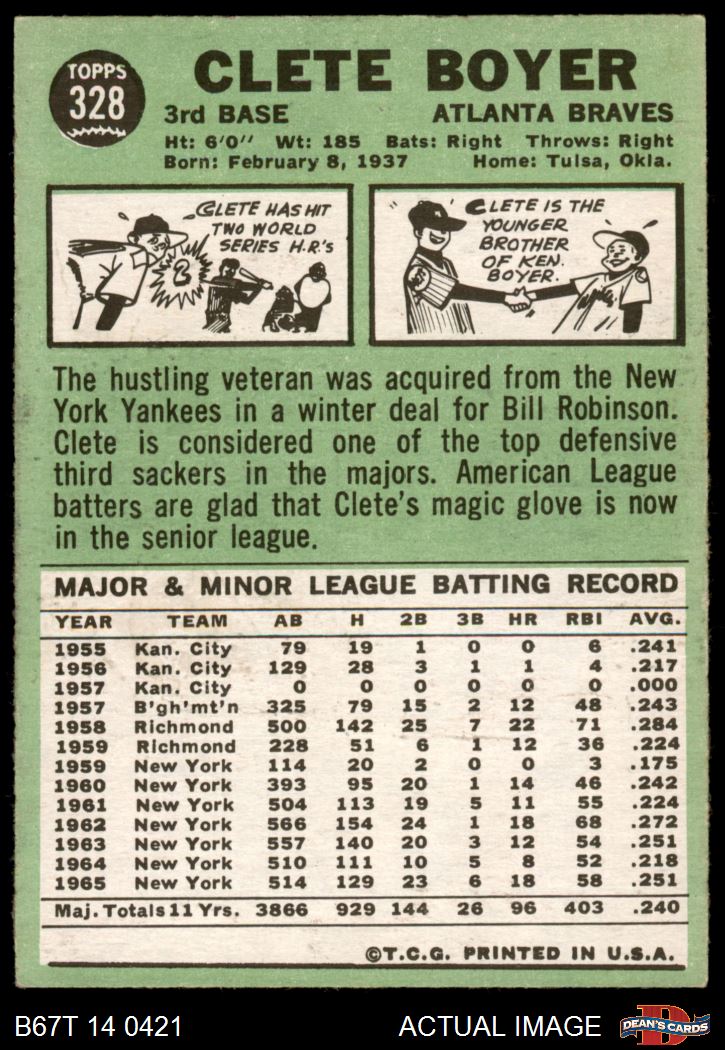 TOPPS
328
CLETE BOYER
3rd BASE ATLANTA BRAVES
Ht: 6'0" Wt: 185 Bats: Right Throws: Right
Born: February 8, 1937 Home: Tulsa, Okla.
CLETE HAS HIT
TWO WORLD
SERIES H.R.'s
2
CLETE IS THE
YOUNGER
BROTHER
OF KEN
BOYER.
The hustling veteran was acquired from the New
York Yankees in a winter deal for Bill Robinson.
Clete is considered one of the top defensive
third sackers in the majors. American League
batters are glad that Clete's magic glove is now
in the senior league.
MAJOR & MINOR LEAGUE BATTING RECORD
YEAR TEAM AB H 2B 3B HR RBI AVG.
1955 Kan. City 79 19 1 0 0 6 .241
1956 Kan. City 129 28 3 1 1 4 .217
1957 Kan. City 0 0 0 0 0 0 .000
1957 B'gh'mt'n 325 79 15 2 12 48 .243
1958 Richmond 500 142 25 7 22 71 .284
1959 Richmond 228 51 6 1 12 36 .224
1959 New York 114 20 2 0 0 3 .175
1960 New York 393 95 20 1 14 46 .242
1961 New York 504 113 19 5 11 55 .224
1962 New York 566 154 24 1 18 68 .272
1963 New York 557 140 20 3 12 54 .251
1964 New York 510 111 10 5 8 52 .218
1965 New York 514 129 23 6 18 58 .251
Maj. Totals 11 Yrs. 3866 929 144 26 96 403 .240
©T.C.G. PRINTED IN U.S.A.
B67T 14 0421 ACTUAL IMAGE
DEAN'S CARDS